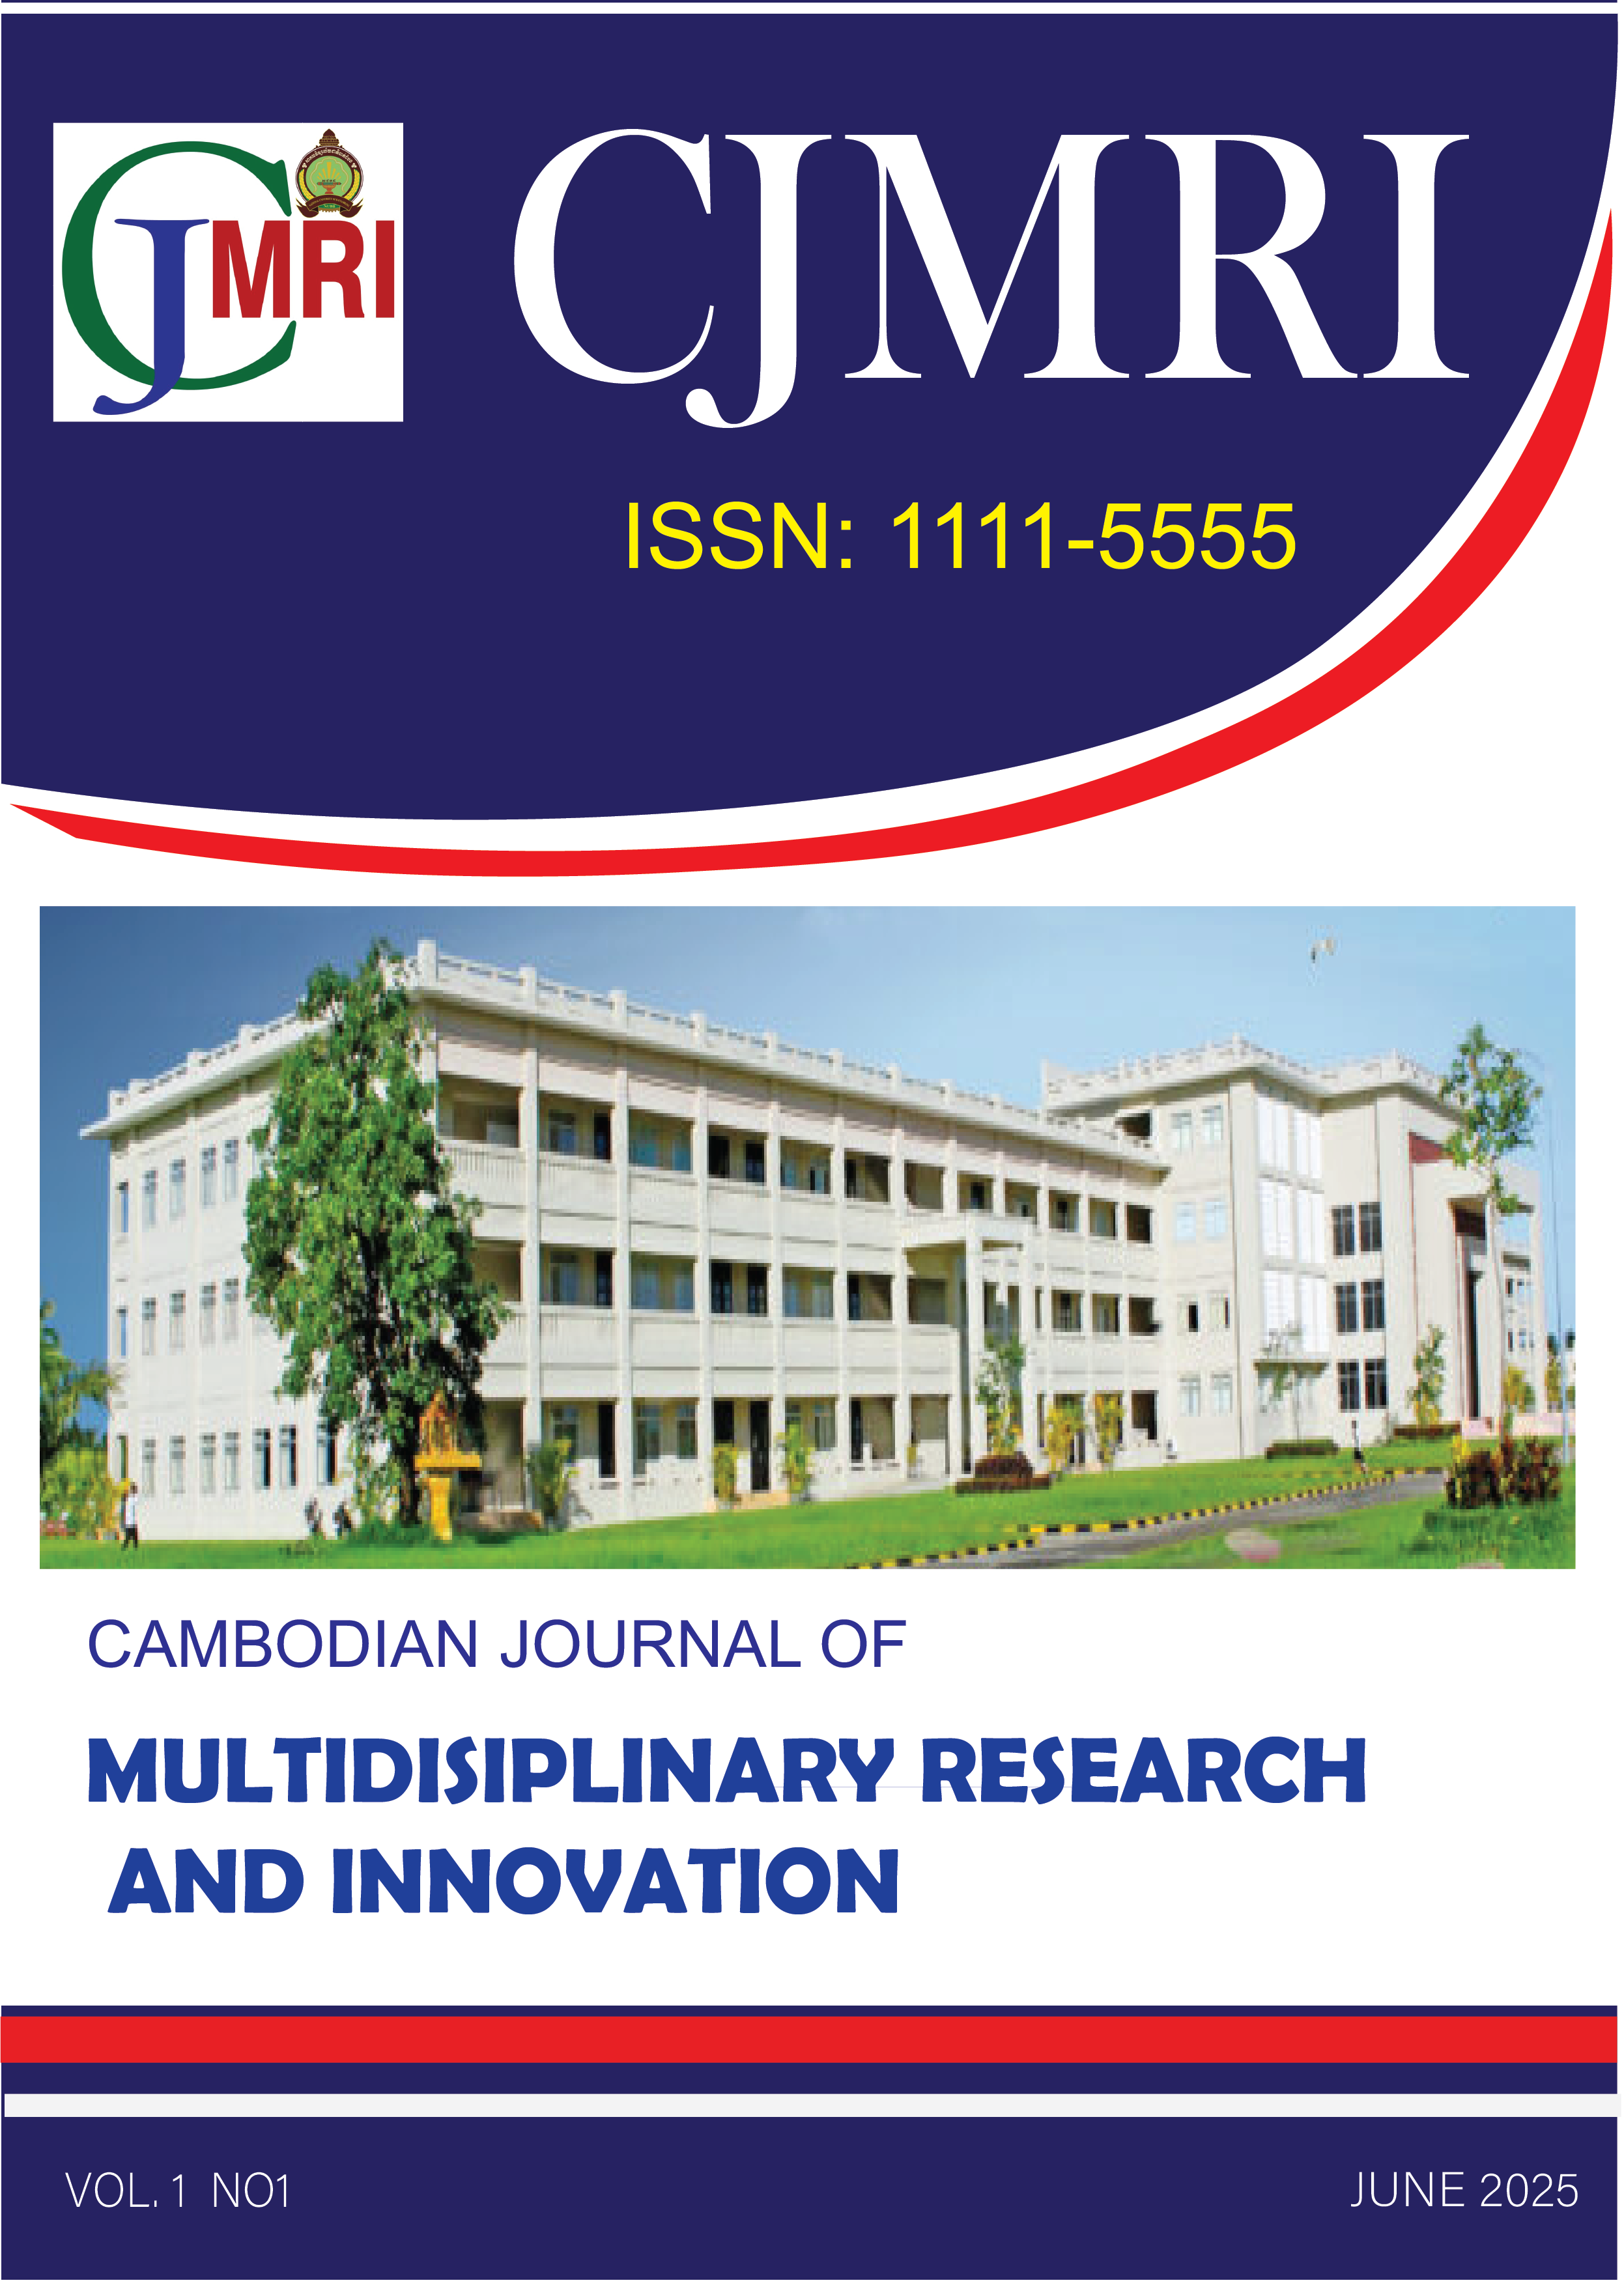 CJMRI
CJMRI
ISSN: 1111-5555
CAMBODIAN JOURNAL OF
MULTIDISIPLINARY RESEARCH
AND INNOVATION
VOL. 1 NO1
JUNE 2025